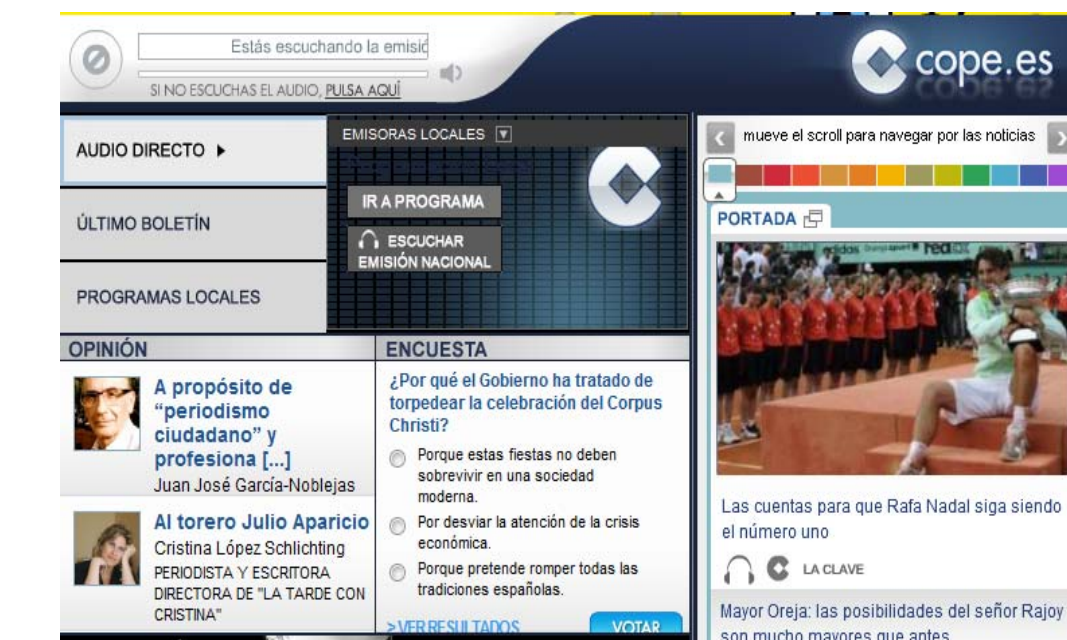 Estás escuchando la emisió
SI NO ESCUCHAS EL AUDIO, PULSA AQUÍ
cope.es
AUDIO DIRECTO
ÚLTIMO BOLETÍN
PROGRAMAS LOCALES
EMISORAS LOCALES
IR A PROGRAMA
ESCUCHAR
EMISIÓN NACIONAL
OPINIÓN
A propósito de
“periodismo
ciudadano” y
profesiona [...]
Juan José García-Noblejas
Al torero Julio Aparicio
Cristina López Schlichting
PERIODISTA Y ESCRITORA
DIRECTORA DE "LA TARDE CON
CRISTINA"
ENCUESTA
¿Por qué el Gobierno ha tratado de
torpedear la celebración del Corpus
Christi?
Porque estas fiestas no deben
sobrevivir en una sociedad
moderna.
Por desviar la atención de la crisis
económica.
Porque pretende romper todas las
tradiciones españolas.
>VER RESULTADOS
VOTAR
mueve el scroll para navegar por las noticias
PORTADA
adidas
Las cuentas para que Rafa Nadal siga siendo
el número uno
LA CLAVE
Mayor Oreja: las posibilidades del señor Rajoy
son mucho mayores que antes